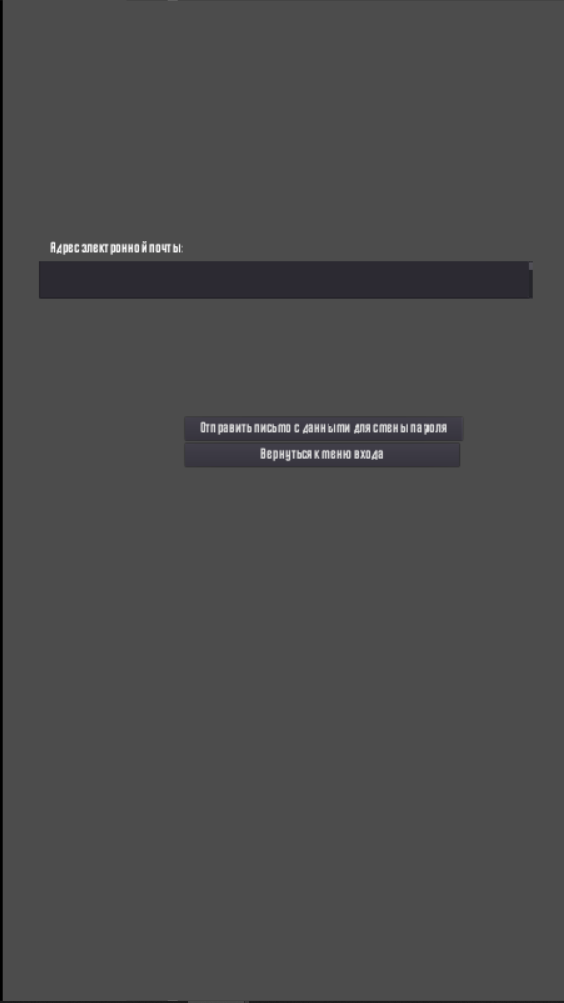 Адрес электронной почты:
Отправить письмо с данными для смены пароля
Вернуться к меню входа